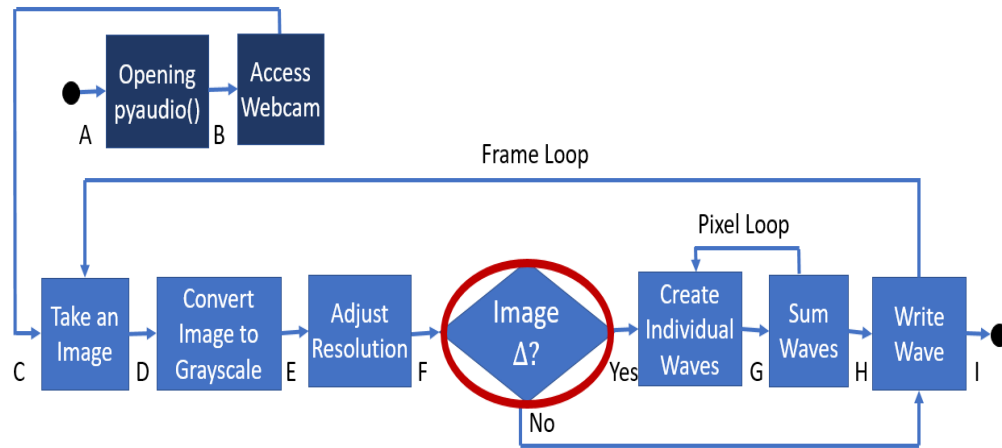 Opening
pyaudio()
Access
Webcam
A
B
Frame Loop
Pixel Loop
Take an
Image
Convert
Image to
Grayscale
Adjust
Resolution
Image
Δ?
Create
Individual
Waves
Sum
Waves
Write
Wave
C
D
E
F
Yes
G
H
I
No